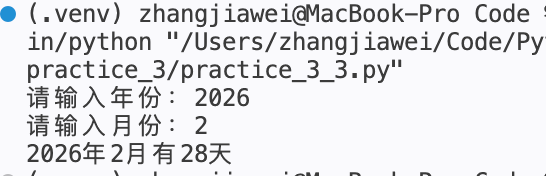 (.venv) zhangjiawei@MacBook-Pro Code
in/python "/Users/zhangjiawei/Code/Py
practice_3/practice_3_3.py"
请输入年份：2026
请输入月份：2
2026年2月有28天